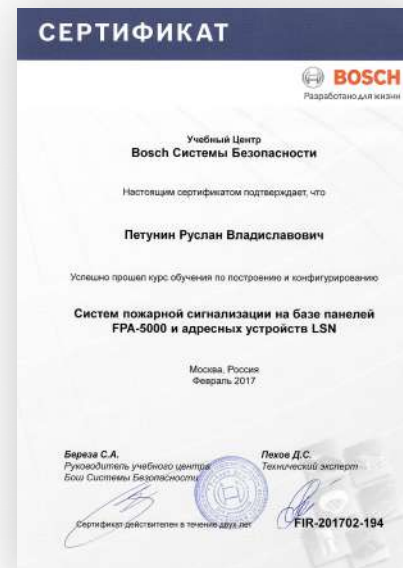 СЕРТИФИКАТ
BOSCH
Разработано для жизни
Учебный Центр
Bosch Системы Безопасности
Настоящим сертификатом подтверждает, что
Петунин Руслан Владиславович
Успешно прошел курс обучения по построению и конфигурированию
Систем пожарной сигнализации на базе панелей
FPA-5000 и адресных устройств LSN
Москва, Россия
Февраль 2017
Береза С.А.
Руководитель учебного центра
Бош Системы Безопасности
Пехов Д.С.
Технический эксперт
Сертификат действителен в течение двух лет
FIR-201702-194